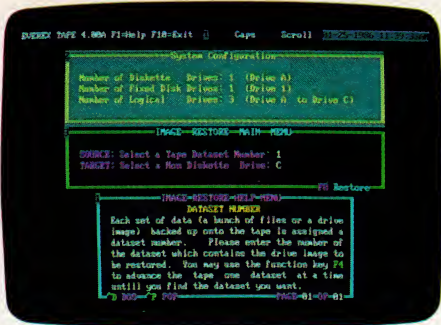 EVEREX TAPE 4.00A F1=Help F10=Exit Caps Scroll 01-25-1986
System Configuration
Number of Diskette Drives: 1 (Drive A)
Number of Fixed Disk Drives: 1 (Drive 1)
Number of Logical Drives: 3 (Drive A to Drive C)
IMAGE-RESTORE-MAIN-MENU
SOURCE: Select a Tape Dataset Number: 1
TARGET: Select a Non Diskette Drive: C
F8 Restore
IMAGE-RESTORE-HELP-MENU
DATASET NUMBER
Each set of data (a bunch of files or a drive
image) backed up onto the tape is assigned a
dataset number. Please enter the number of
the dataset which contains the drive image to
be restored. You may use the function key F4
to advance the tape one dataset at a time
untill you find the dataset you want.
^D DOS ^P POP PAGE-01-OF-01